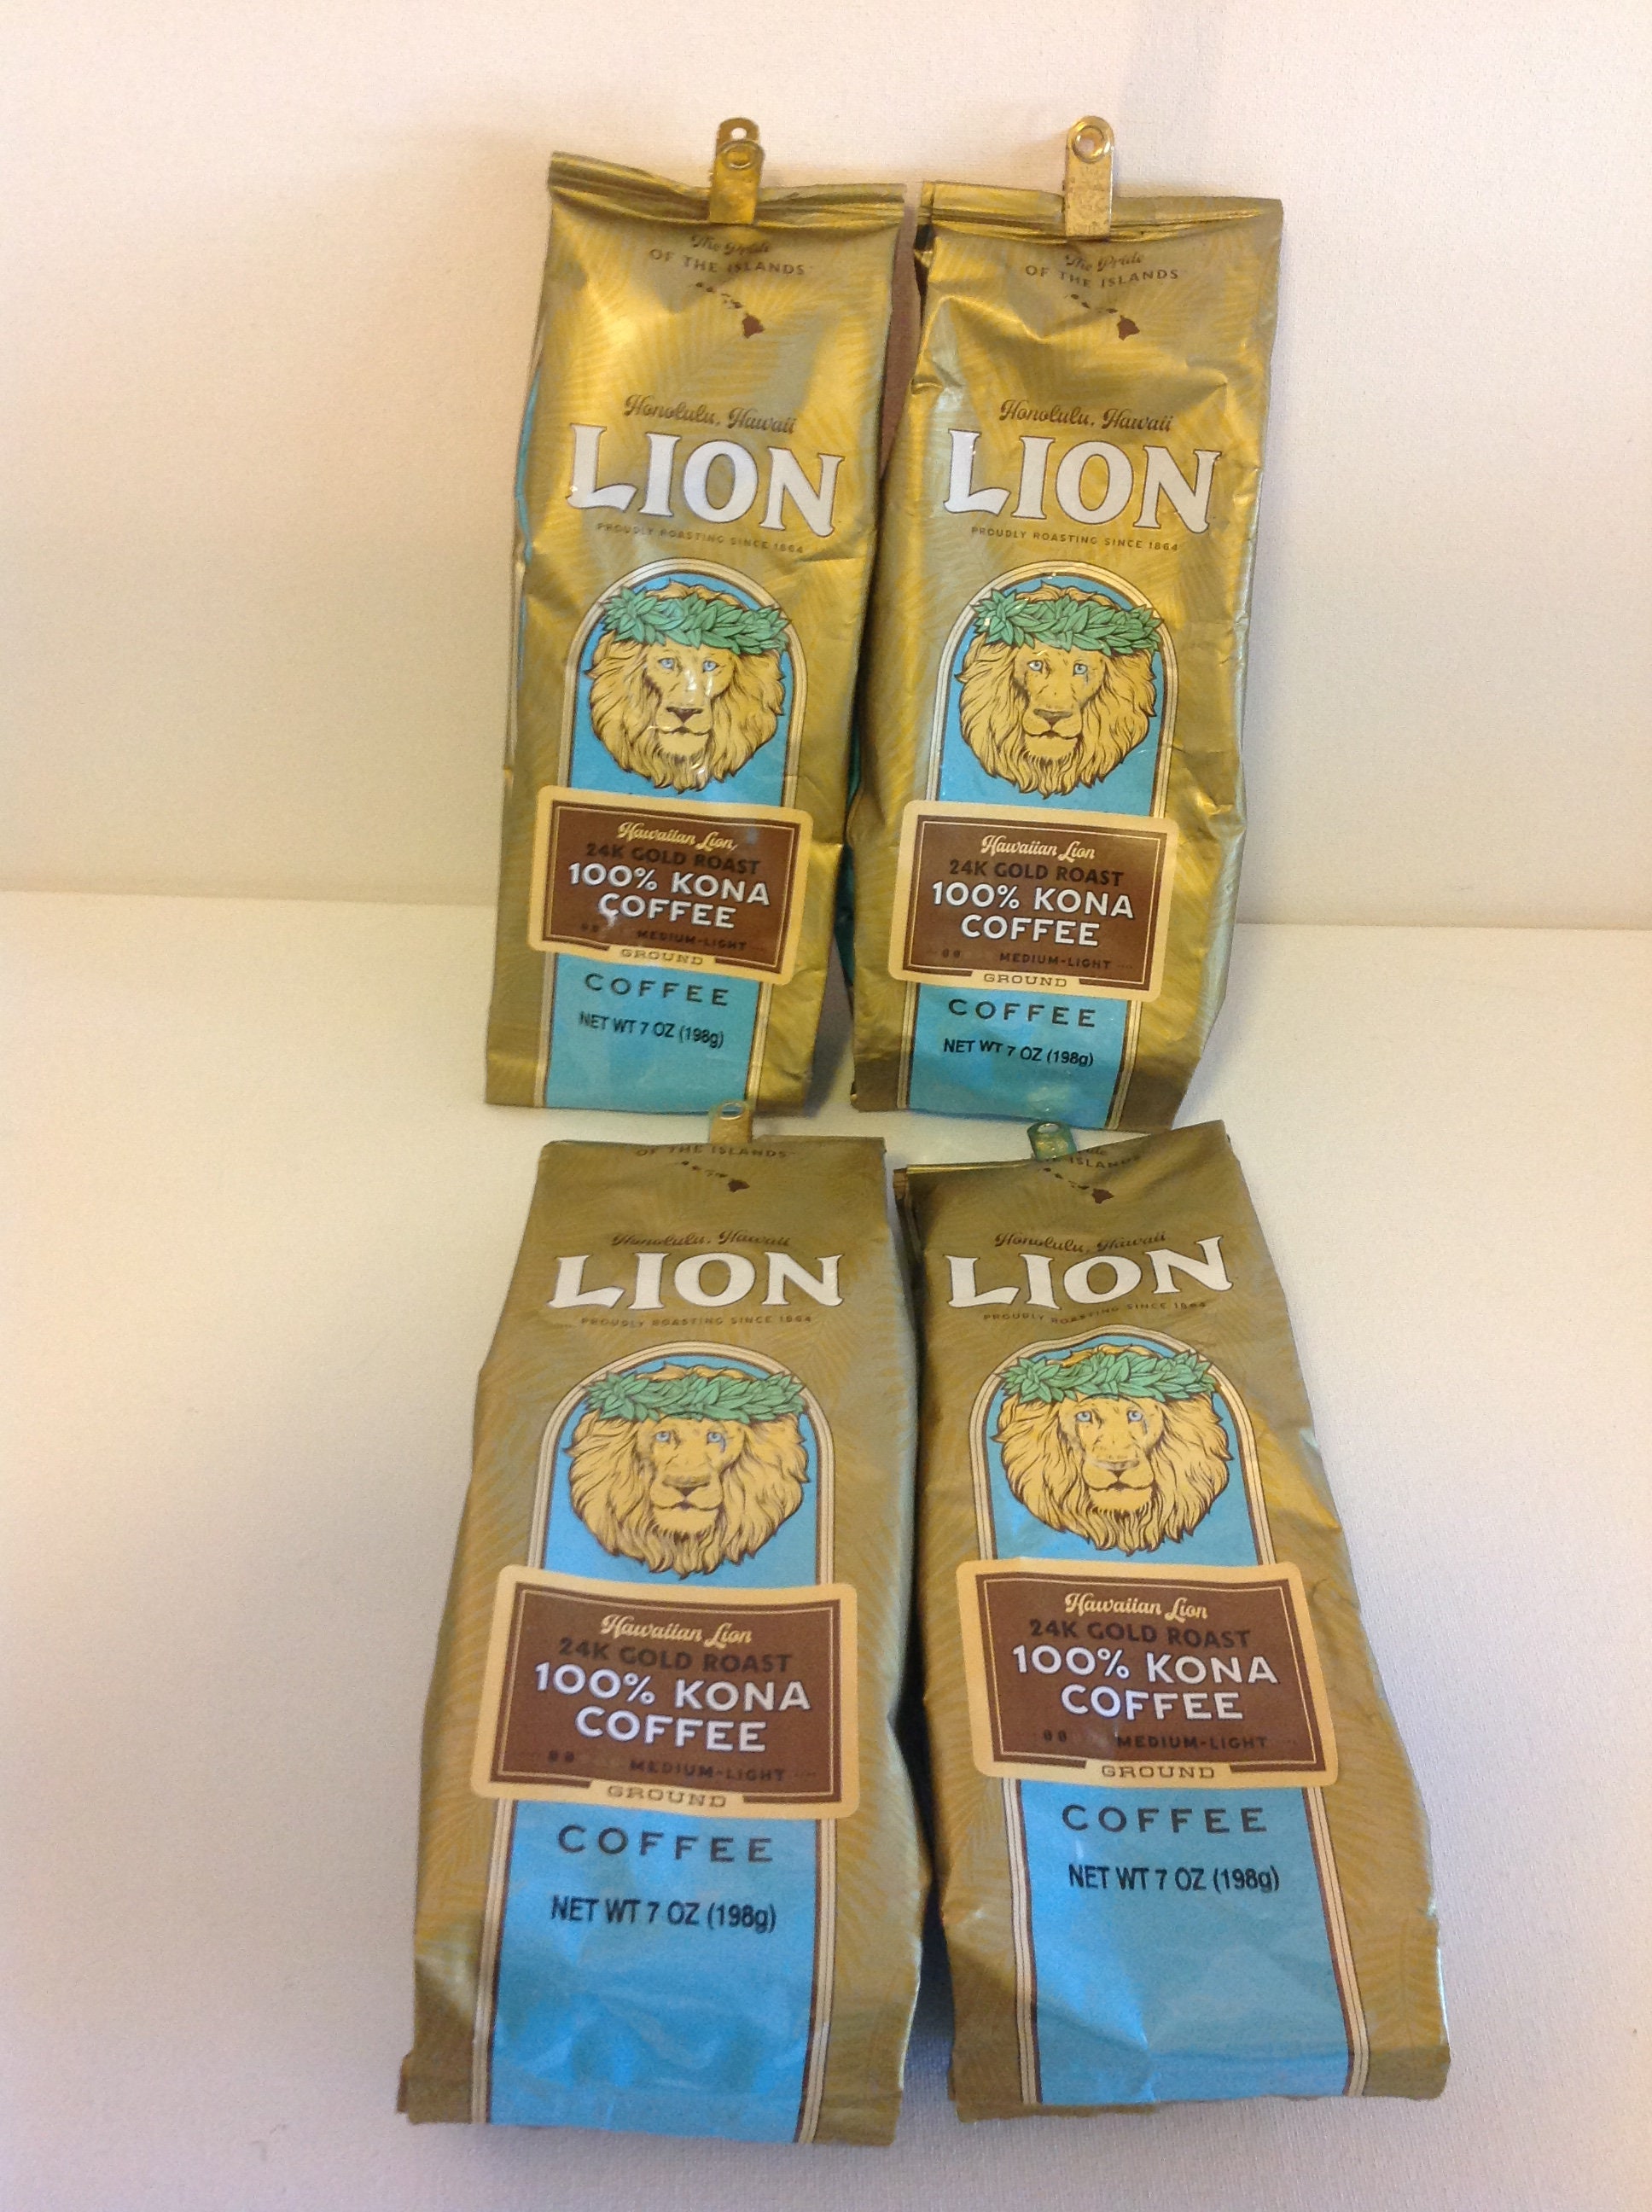 The Pride
OF THE ISLANDS
Honolulu, Hawaii
LION
PROUDLY ROASTING SINCE 1864
Hawaiian Lion
24K GOLD ROAST
100% KONA
COFFEE
MEDIUM-LIGHT
GROUND
COFFEE
NET WT 7 OZ (198g)
The Pride
OF THE ISLANDS
Honolulu, Hawaii
LION
PROUDLY ROASTING SINCE 1864
Hawaiian Lion
24K GOLD ROAST
100% KONA
COFFEE
MEDIUM-LIGHT
GROUND
COFFEE
NET WT 7 OZ (198g)
OF THE ISLANDS
Honolulu, Hawaii
LION
PROUDLY ROASTING SINCE 1864
Hawaiian Lion
24K GOLD ROAST
100% KONA
COFFEE
MEDIUM-LIGHT
GROUND
COFFEE
NET WT 7 OZ (198g)
ISLANDS
Honolulu, Hawaii
LION
PROUDLY ROASTING SINCE 1864
Hawaiian Lion
24K GOLD ROAST
100% KONA
COFFEE
MEDIUM-LIGHT
GROUND
COFFEE
NET WT 7 OZ (198g)